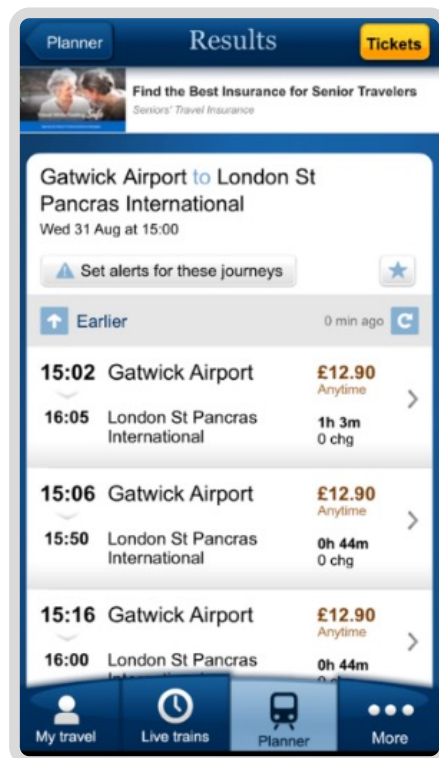 Planner
Results
Tickets
Find the Best Insurance for Senior Travelers
Seniors' Travel Insurance
Gatwick Airport to London St
Pancras International
Wed 31 Aug at 15:00
Set alerts for these journeys
Earlier
0 min ago
15:02 Gatwick Airport £12.90
Anytime
16:05 London St Pancras
International
1h 3m
0 chg
15:06 Gatwick Airport £12.90
Anytime
15:50 London St Pancras
International
0h 44m
0 chg
15:16 Gatwick Airport £12.90
Anytime
16:00 London St Pancras
0h 44m
My travel
Live trains
Planner
More